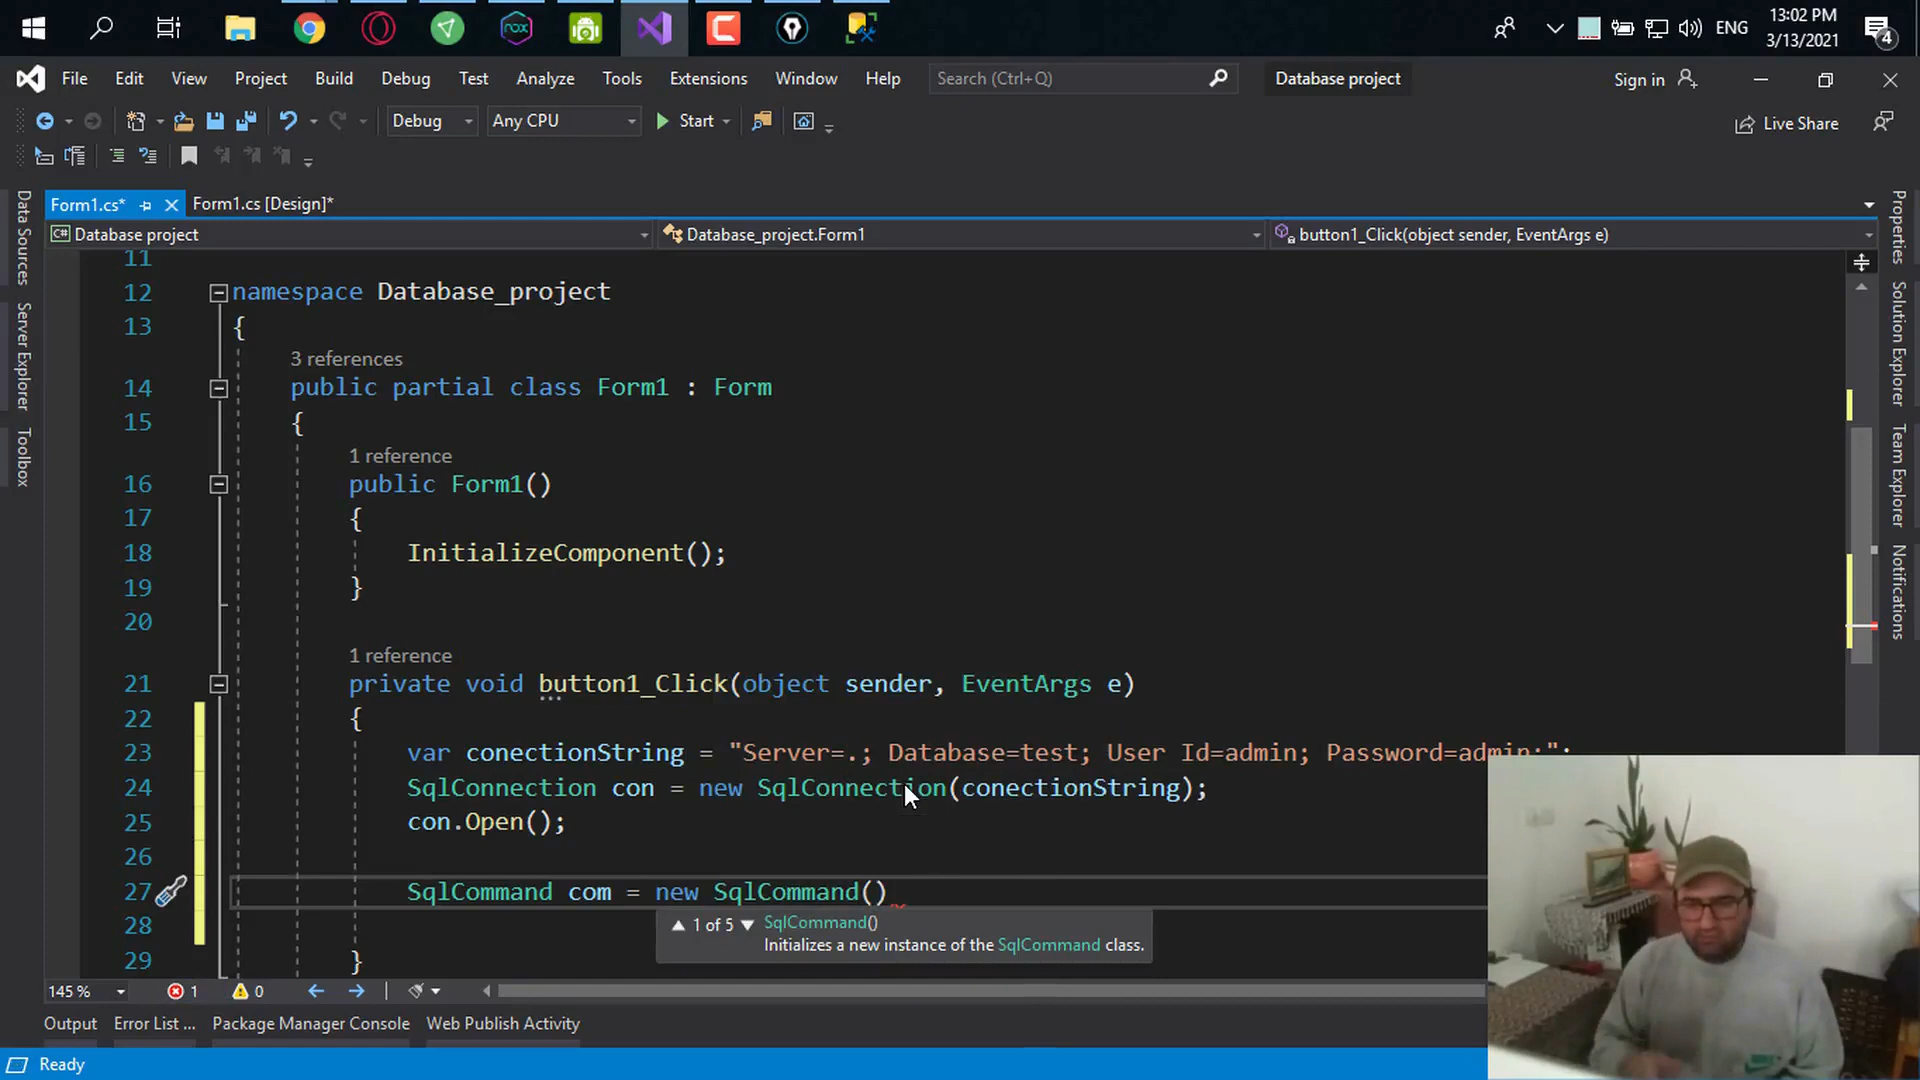 ENG
13:02 PM
3/13/2021
4
File Edit View Project Build Debug Test Analyze Tools Extensions Window Help
Search (Ctrl+Q)
Database project
Sign in
Debug
Any CPU
Start
Live Share
Form1.cs*
Form1.cs [Design]*
C# Database project
Database_project.Form1
button1_Click(object sender, EventArgs e)
Data Sources
Server Explorer
Toolbox
Properties
Solution Explorer
Team Explorer
Notifications
11
12 namespace Database_project
13 {
3 references
14 public partial class Form1 : Form
15 {
1 reference
16 public Form1()
17 {
18 InitializeComponent();
19 }
20
1 reference
21 private void button1_Click(object sender, EventArgs e)
22 {
23 var conectionString = "Server=.; Database=test; User Id=admin; Password=admin;";
24 SqlConnection con = new SqlConnection(conectionString);
25 con.Open();
26
27 SqlCommand com = new SqlCommand()
28
1 of 5 SqlCommand()
Initializes a new instance of the SqlCommand class.
29 }
145 %
1
0
Output
Error List ...
Package Manager Console
Web Publish Activity
Ready